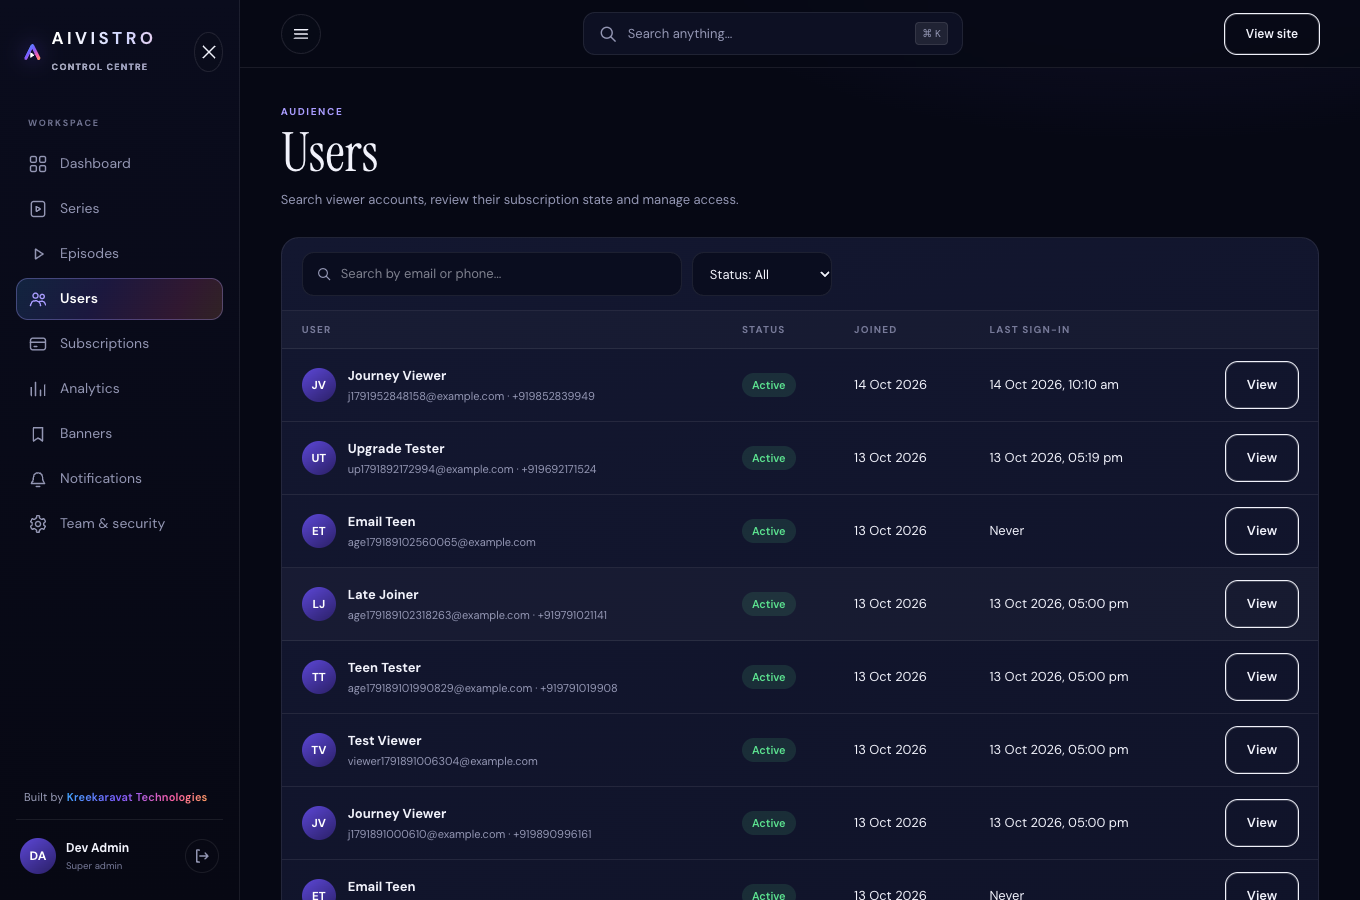 AIVISTRO
CONTROL CENTRE
Search anything...
⌘ K
View site
WORKSPACE
Dashboard
Series
Episodes
Users
Subscriptions
Analytics
Banners
Notifications
Team & security
Built by Kreekaravat Technologies
DA
Dev Admin
Super admin
AUDIENCE
Users
Search viewer accounts, review their subscription state and manage access.
Search by email or phone...
Status: All
USER STATUS JOINED LAST SIGN-IN
JV Journey Viewer Active 14 Oct 2026 14 Oct 2026, 10:10 am View
j1791952848158@example.com · +919852839949
UT Upgrade Tester Active 13 Oct 2026 13 Oct 2026, 05:19 pm View
up1791892172994@example.com · +919692171524
ET Email Teen Active 13 Oct 2026 Never View
age179189102560065@example.com
LJ Late Joiner Active 13 Oct 2026 13 Oct 2026, 05:00 pm View
age179189102318263@example.com · +919791021141
TT Teen Tester Active 13 Oct 2026 13 Oct 2026, 05:00 pm View
age179189101990829@example.com · +919791019908
TV Test Viewer Active 13 Oct 2026 13 Oct 2026, 05:00 pm View
viewer1791891006304@example.com
JV Journey Viewer Active 13 Oct 2026 13 Oct 2026, 05:00 pm View
j1791891000610@example.com · +919890996161
ET Email Teen Active 13 Oct 2026 Never View